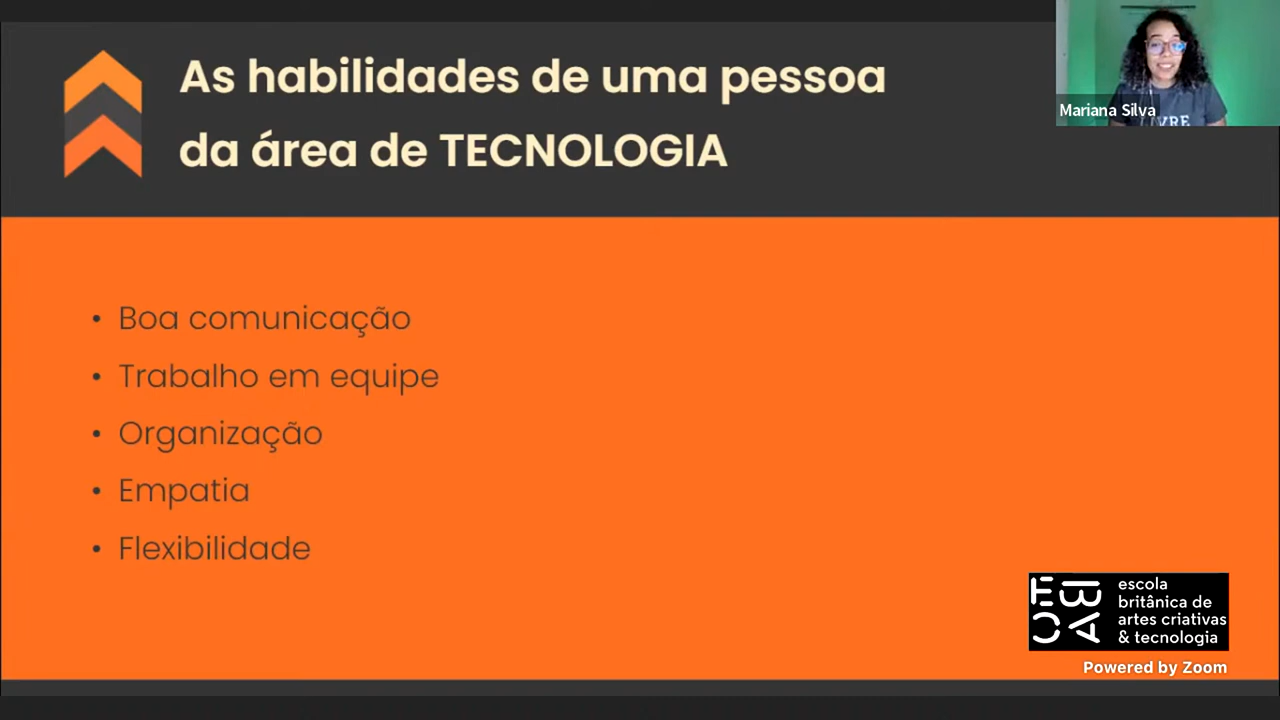 As habilidades de uma pessoa
da área de TECNOLOGIA
Mariana Silva
• Boa comunicação
• Trabalho em equipe
• Organização
• Empatia
• Flexibilidade
EBAC
escola
britânica de
artes criativas
& tecnologia
Powered by Zoom